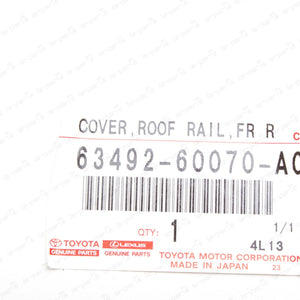 COVER,ROOF RAIL,FR R
63492-60070-A
QTY: 1
1/1
4L13
TOYOTA LEXUS
GENUINE PARTS GENUINE PARTS
TOYOTA MOTOR CORPORATION
MADE IN JAPAN 23